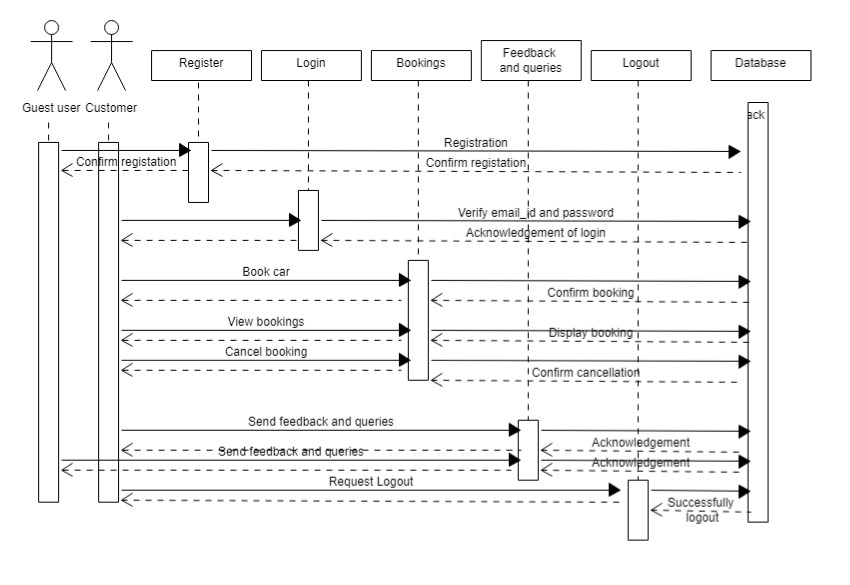 Feedback
and queries
Register
Login
Bookings
Logout
Database
Guest user
Customer
ack
Registration
Confirm registation
Confirm registation
Verify email_id and password
Acknowledgement of login
Book car
Confirm booking
View bookings
Display booking
Cancel booking
Confirm cancellation
Send feedback and queries
Acknowledgement
Send feedback and queries
Acknowledgement
Request Logout
Successfully
logout